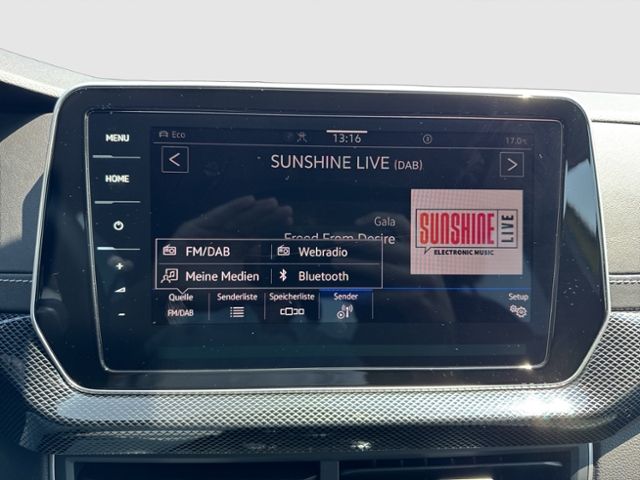 MENU
HOME
Eco
13:16
17.0°
SUNSHINE LIVE (DAB)
Gala
Freed From Desire
SUNSHINE
LIVE
ELECTRONIC MUSIC
FM/DAB
Webradio
Meine Medien
Bluetooth
Quelle
Senderliste
Speicherliste
Sender
Setup
FM/DAB